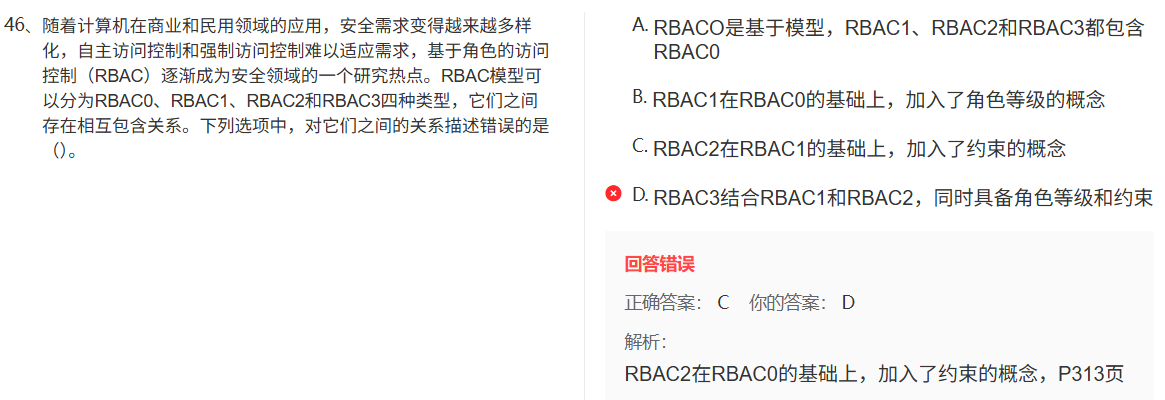 46、随着计算机在商业和民用领域的应用，安全需求变得越来越多样
化，自主访问控制和强制访问控制难以适应需求，基于角色的访问
控制（RBAC）逐渐成为安全领域的一个研究热点。RBAC模型可
以分为RBAC0、RBAC1、RBAC2和RBAC3四种类型，它们之间
存在相互包含关系。下列选项中，对它们之间的关系描述错误的是
（）。
A. RBACO是基于模型，RBAC1、RBAC2和RBAC3都包含
RBAC0
B. RBAC1在RBAC0的基础上，加入了角色等级的概念
C. RBAC2在RBAC1的基础上，加入了约束的概念
D. RBAC3结合RBAC1和RBAC2，同时具备角色等级和约束
回答错误
正确答案： C 你的答案： D
解析：
RBAC2在RBAC0的基础上，加入了约束的概念，P313页